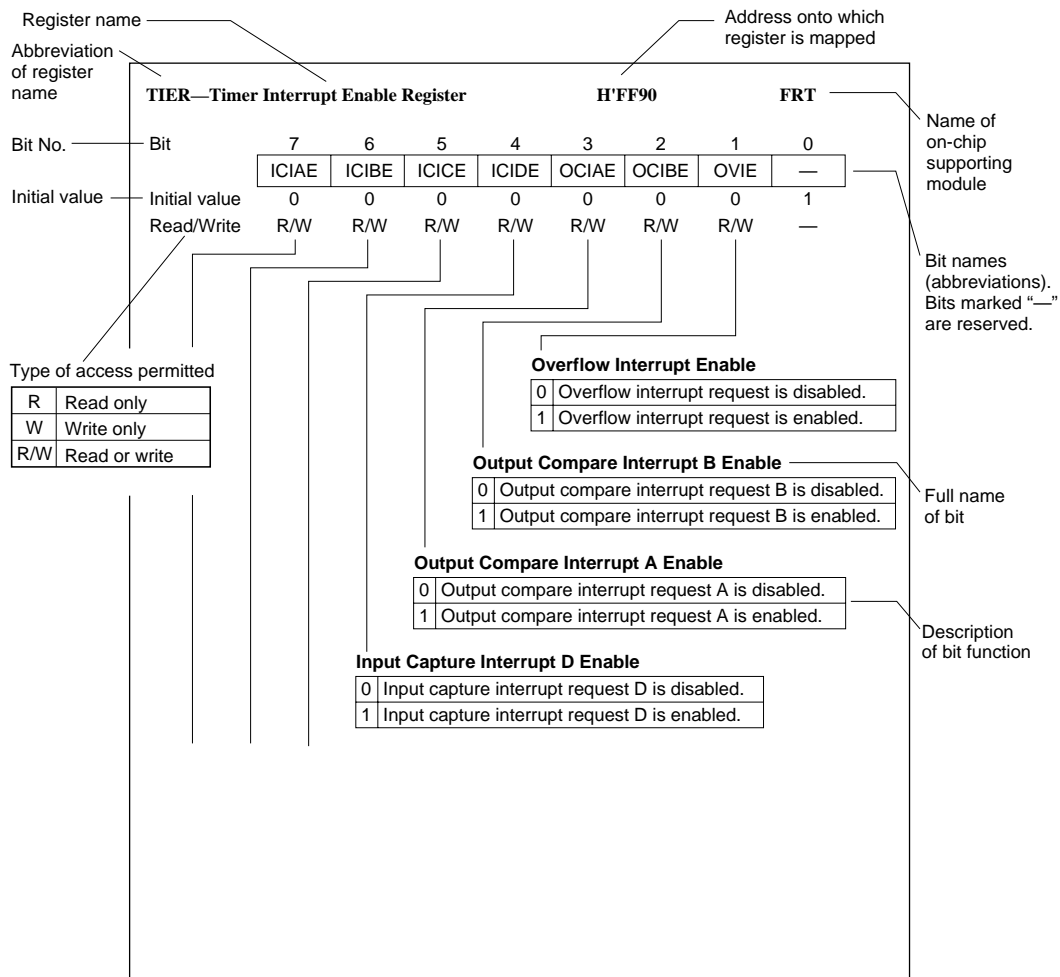 Register name
Address onto which
register is mapped
Abbreviation
of register
name
TIER—Timer Interrupt Enable Register H'FF90 FRT
Name of
on-chip
supporting
module
Bit No. Bit 7 6 5 4 3 2 1 0
ICIAE ICIBE ICICE ICIDE OCIAE OCIBE OVIE —
Initial value Initial value 0 0 0 0 0 0 0 1
Read/Write R/W R/W R/W R/W R/W R/W R/W —
Bit names
(abbreviations).
Bits marked “—”
are reserved.
Type of access permitted
R Read only
W Write only
R/W Read or write
Overflow Interrupt Enable
0 Overflow interrupt request is disabled.
1 Overflow interrupt request is enabled.
Output Compare Interrupt B Enable
0 Output compare interrupt request B is disabled.
1 Output compare interrupt request B is enabled.
Full name
of bit
Output Compare Interrupt A Enable
0 Output compare interrupt request A is disabled.
1 Output compare interrupt request A is enabled.
Description
of bit function
Input Capture Interrupt D Enable
0 Input capture interrupt request D is disabled.
1 Input capture interrupt request D is enabled.